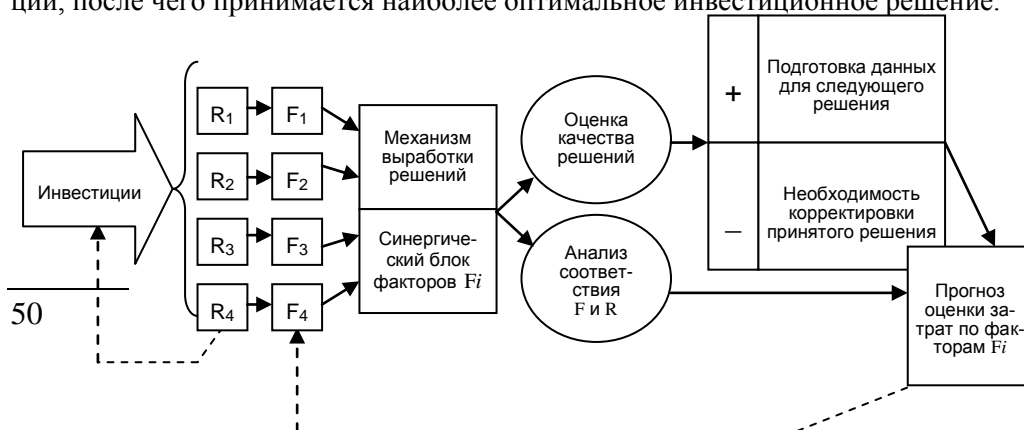 ции, после чего принимается наиболее оптимальное инвестиционное решение.
Инвестиции
R1
F1
R2
F2
R3
F3
R4
F4
Механизм
выработки
решений
Синергиче-
ский блок
факторов Fi
Оценка
качества
решений
Анализ
соответ-
ствия
F и R
+
Подготовка данных
для следующего
решения
–
Необходимость
корректировки
принятого решения
Прогноз
оценки за-
трат по фак-
торам Fi
50